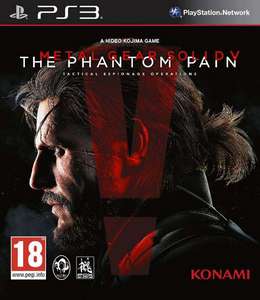 PS3
PlayStation®Network
A HIDEO KOJIMA GAME
METAL GEAR SOLID V
THE PHANTOM PAIN
TACTICAL ESPIONAGE OPERATIONS
!
18
www.pegi.info
KONAMI